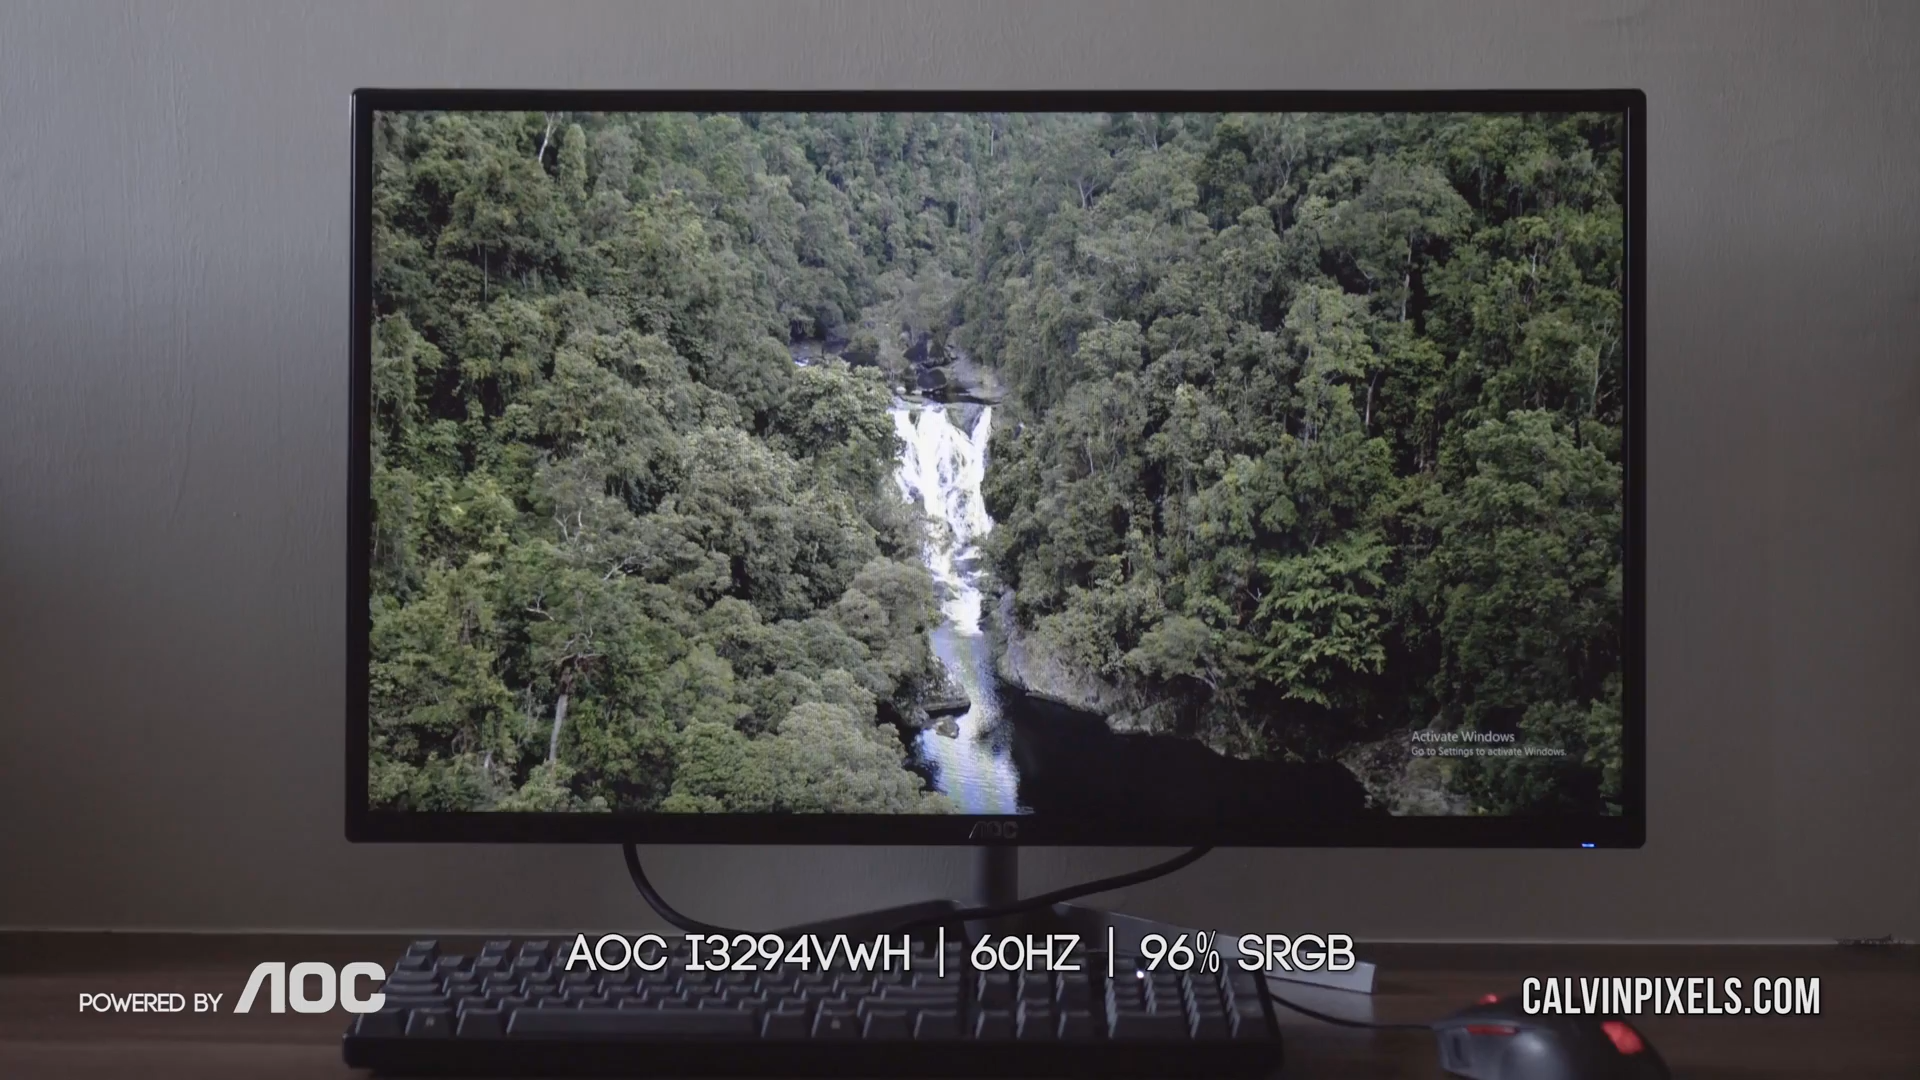 Activate Windows
Go to Settings to activate Windows.
AOC
AOC I3294VWH | 60HZ | 96% SRGB
POWERED BY AOC
CALVINPIXELS.COM